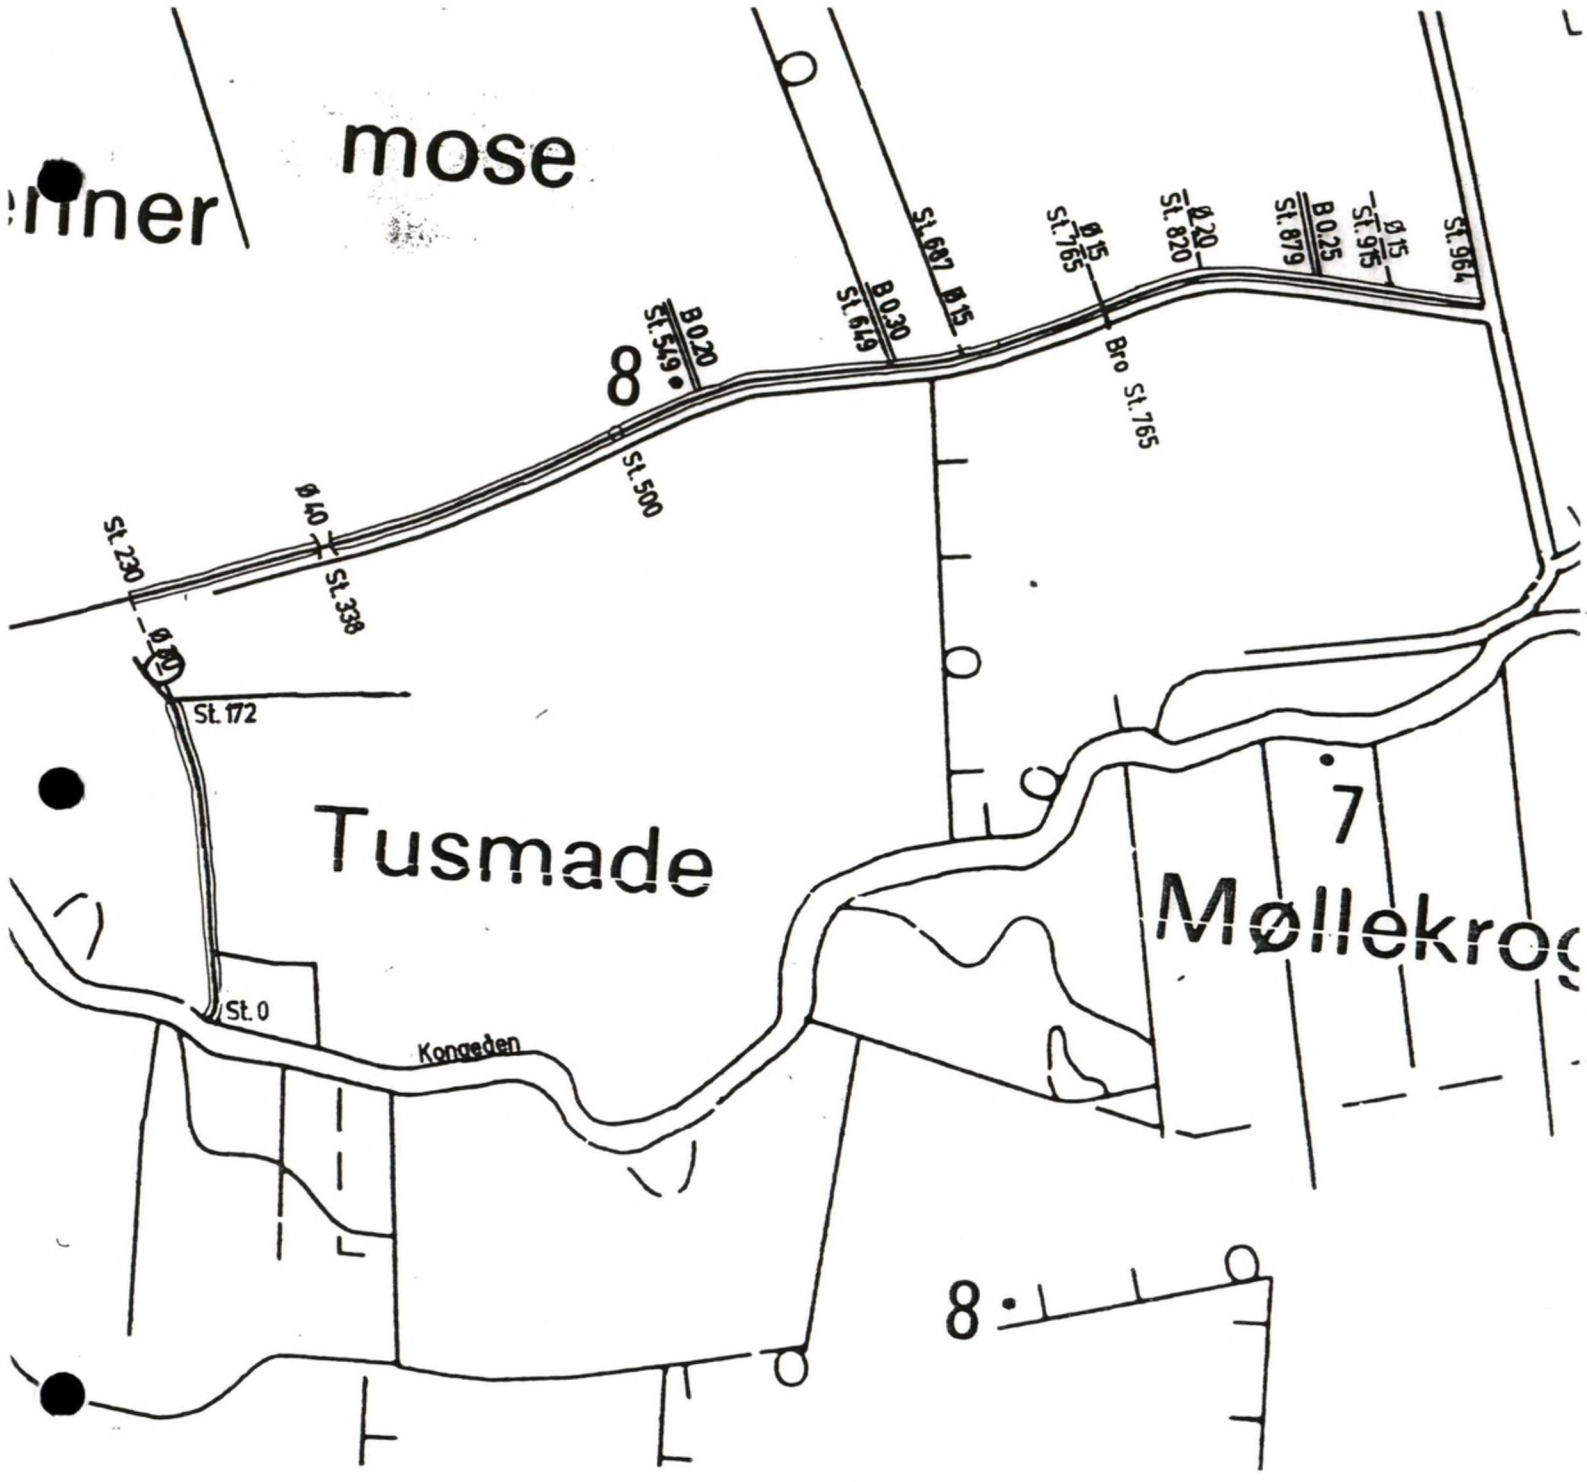 mose
enner
St. 687
Ø 15
Ø 15
St. 765
Ø 20
St. 820
B 0.25
St. 879
Ø 15
St. 915
St. 964
B 0.30
St. 649
B 0.20
St. 549
8
Bro St. 765
St. 500
Ø 40
St. 338
St. 230
St. 172
7
Tusmade
Møllekrog
St. 0
Kongeåen
8